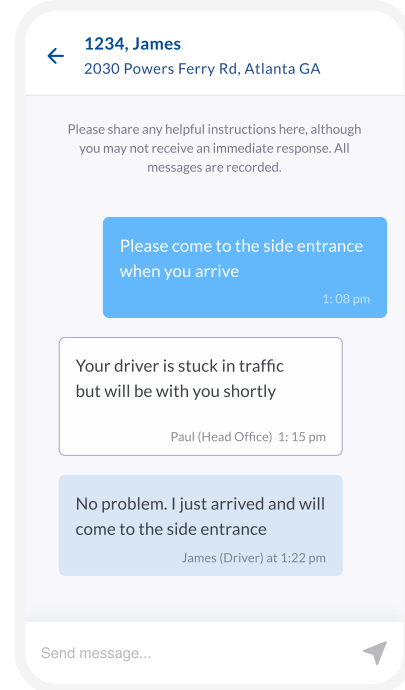 1234, James
2030 Powers Ferry Rd, Atlanta GA
Please share any helpful instructions here, although
you may not receive an immediate response. All
messages are recorded.
Please come to the side entrance
when you arrive
1: 08 pm
Your driver is stuck in traffic
but will be with you shortly
Paul (Head Office) 1: 15 pm
No problem. I just arrived and will
come to the side entrance
James (Driver) at 1:22 pm
Send message...